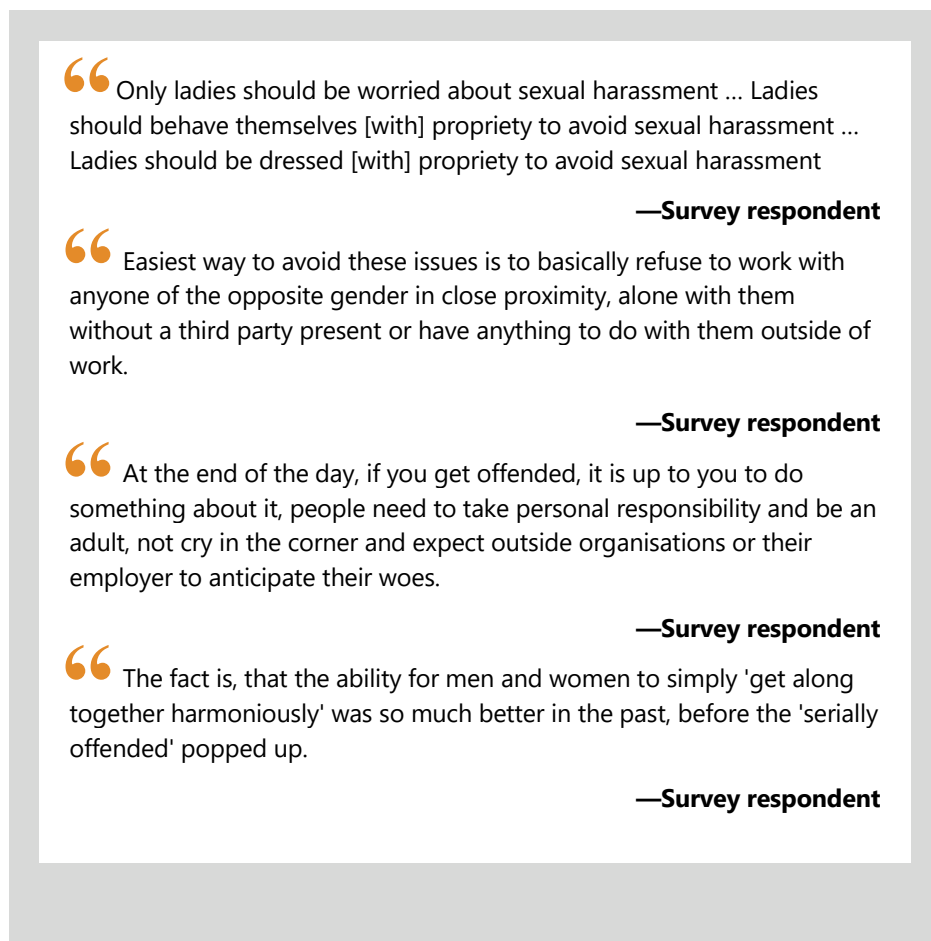 “ Only ladies should be worried about sexual harassment ... Ladies
should behave themselves [with] propriety to avoid sexual harassment ...
Ladies should be dressed [with] propriety to avoid sexual harassment
—Survey respondent
“ Easiest way to avoid these issues is to basically refuse to work with
anyone of the opposite gender in close proximity, alone with them
without a third party present or have anything to do with them outside of
work.
—Survey respondent
“ At the end of the day, if you get offended, it is up to you to do
something about it, people need to take personal responsibility and be an
adult, not cry in the corner and expect outside organisations or their
employer to anticipate their woes.
—Survey respondent
“ The fact is, that the ability for men and women to simply 'get along
together harmoniously' was so much better in the past, before the 'serially
offended' popped up.
—Survey respondent